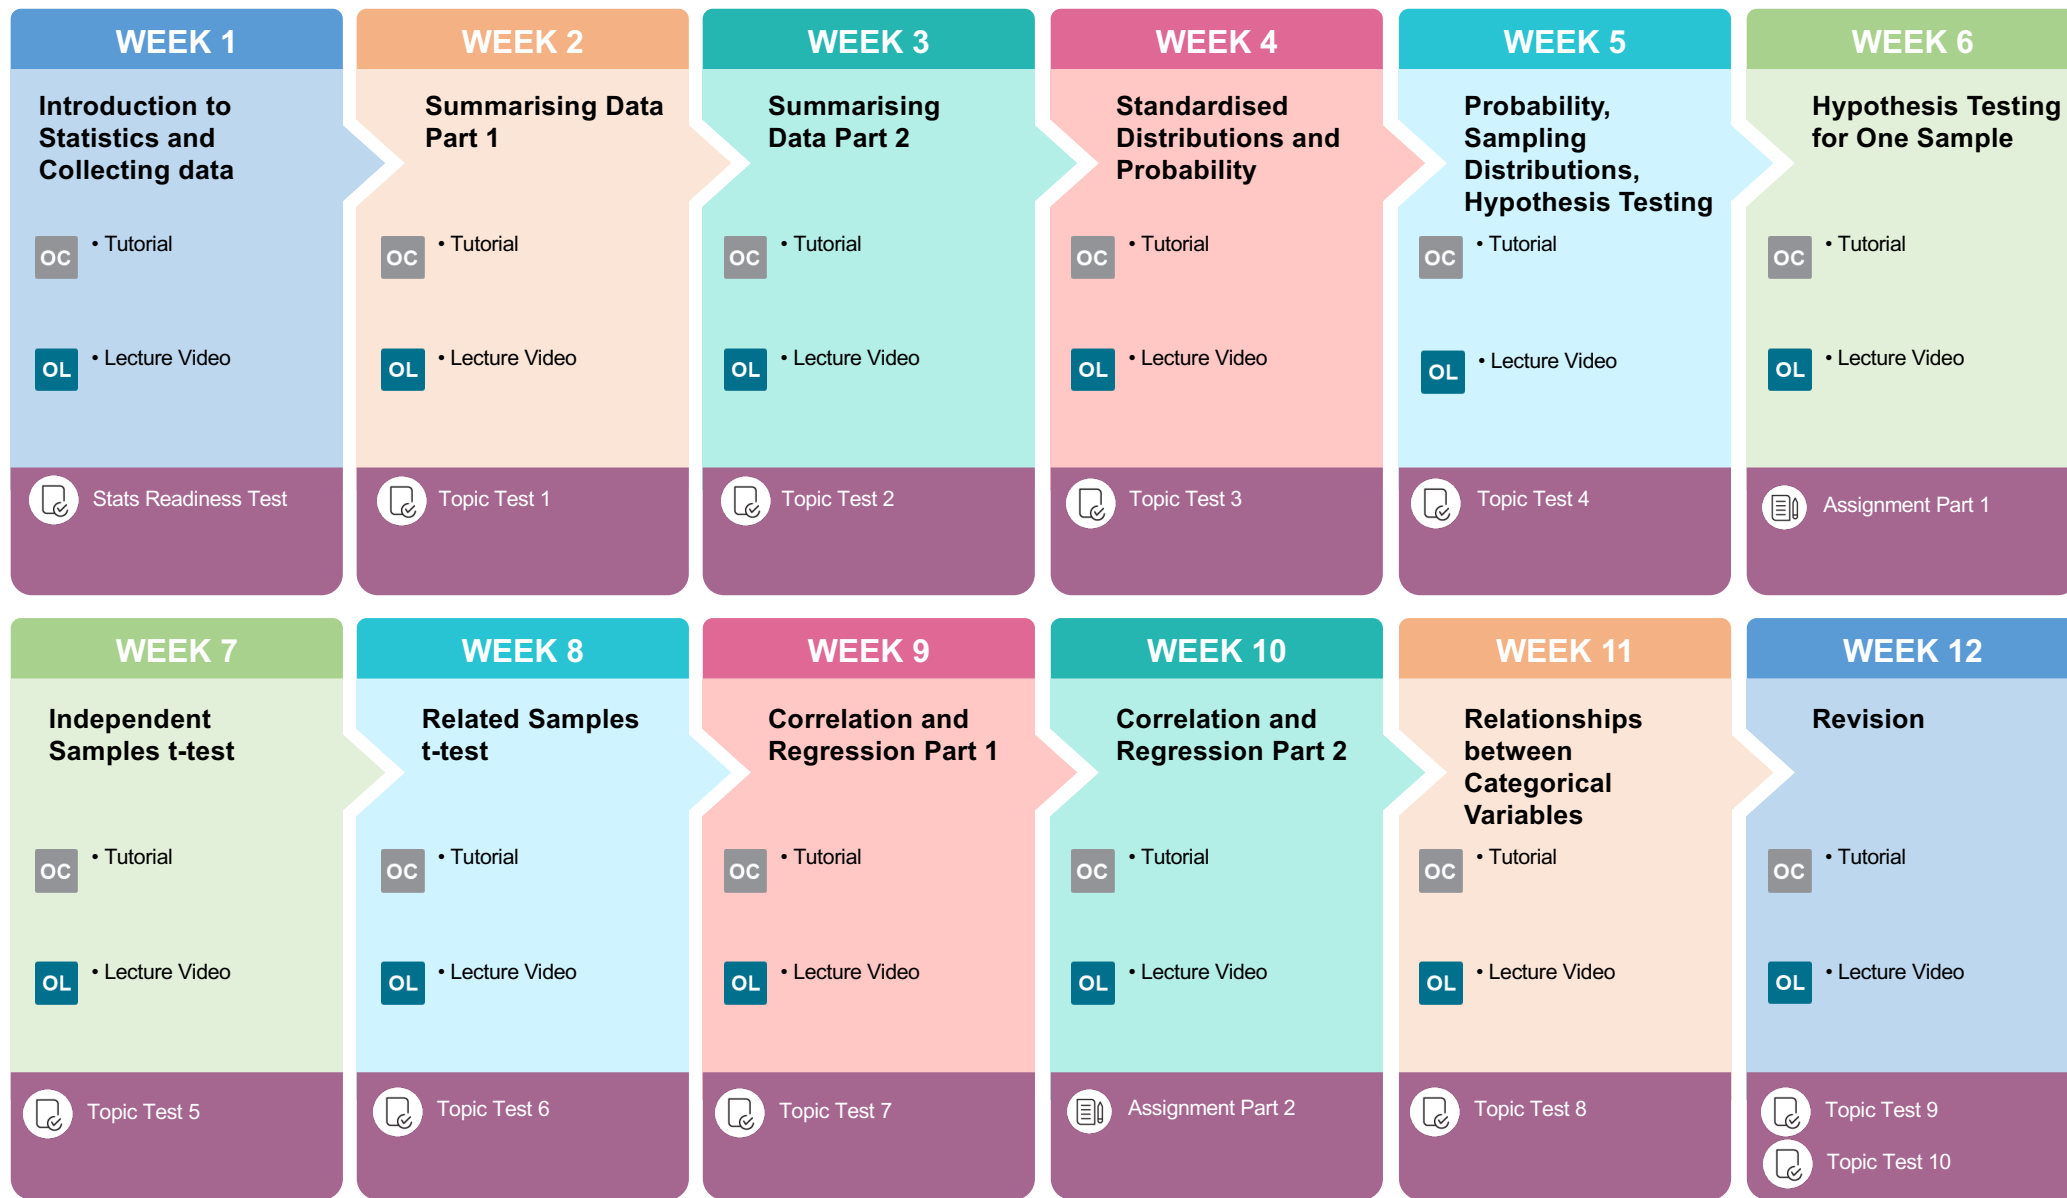 WEEK 1
Introduction to
Statistics and
Collecting data
OC
• Tutorial
OL
• Lecture Video
Stats Readiness Test
WEEK 2
Summarising Data
Part 1
OC
• Tutorial
OL
• Lecture Video
Topic Test 1
WEEK 3
Summarising
Data Part 2
OC
• Tutorial
OL
• Lecture Video
Topic Test 2
WEEK 4
Standardised
Distributions and
Probability
OC
• Tutorial
OL
• Lecture Video
Topic Test 3
WEEK 5
Probability,
Sampling
Distributions,
Hypothesis Testing
OC
• Tutorial
OL
• Lecture Video
Topic Test 4
WEEK 6
Hypothesis Testing
for One Sample
OC
• Tutorial
OL
• Lecture Video
Assignment Part 1
WEEK 7
Independent
Samples t-test
OC
• Tutorial
OL
• Lecture Video
Topic Test 5
WEEK 8
Related Samples
t-test
OC
• Tutorial
OL
• Lecture Video
Topic Test 6
WEEK 9
Correlation and
Regression Part 1
OC
• Tutorial
OL
• Lecture Video
Topic Test 7
WEEK 10
Correlation and
Regression Part 2
OC
• Tutorial
OL
• Lecture Video
Assignment Part 2
WEEK 11
Relationships
between
Categorical
Variables
OC
• Tutorial
OL
• Lecture Video
Topic Test 8
WEEK 12
Revision
OC
• Tutorial
OL
• Lecture Video
Topic Test 9
Topic Test 10